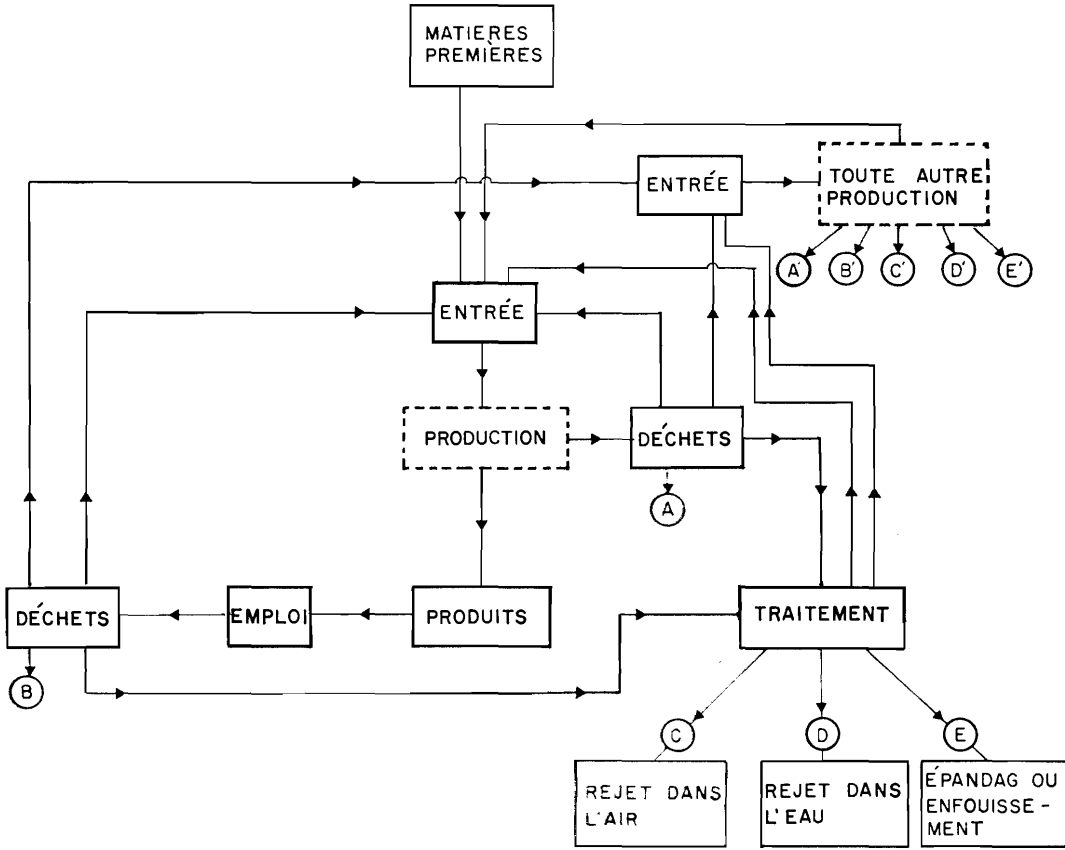 MATIERES
PREMIÈRES
ENTRÉE
TOUTE AUTRE
PRODUCTION
A'
B'
C'
D'
E'
ENTRÉE
PRODUCTION
DÉCHETS
A
DÉCHETS
EMPLOI
PRODUITS
TRAITEMENT
B
C
D
E
REJET DANS
L'AIR
REJET DANS
L'EAU
ÉPANDAG OU
ENFOUISSE -
MENT